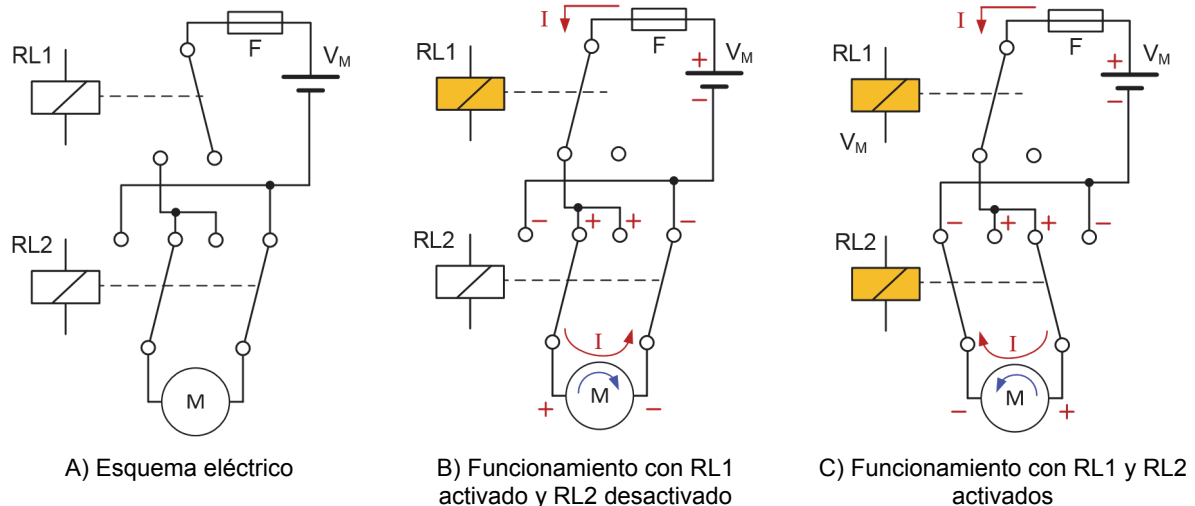 RL1
F
V_M
RL2
M
A) Esquema eléctrico
I
RL1
F
V_M
+
−
− + + −
RL2
I
M
+ −
B) Funcionamiento con RL1
activado y RL2 desactivado
I
RL1
F
V_M
+
−
V_M
− + + −
RL2
I
M
− +
C) Funcionamiento con RL1 y RL2
activados